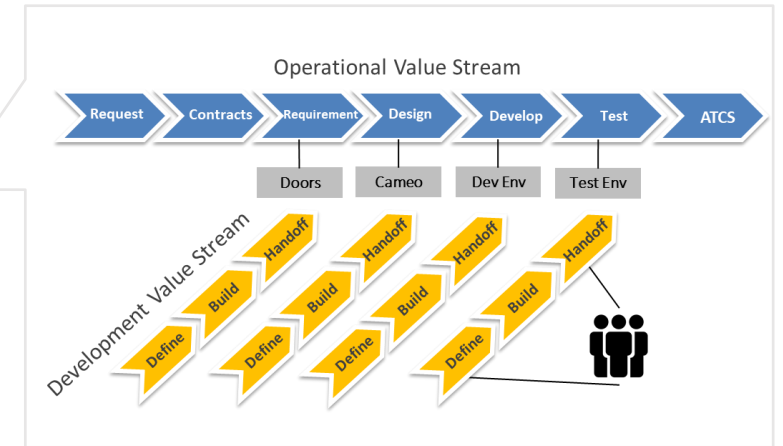 Operational Value Stream
Request
Contracts
Requirement
Design
Develop
Test
ATCS
Doors
Cameo
Dev Env
Test Env
Development Value Stream
Handoff
Build
Define
Handoff
Build
Define
Handoff
Build
Define
Handoff
Build
Define